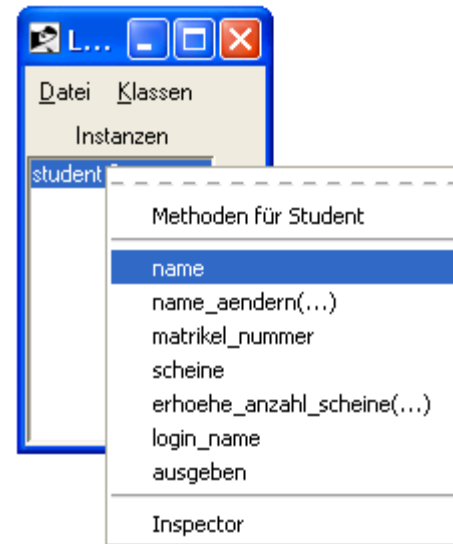 L...
Datei Klassen
Instanzen
student
Methoden für Student
name
name_aendern(...)
matrikel_nummer
scheine
erhoehe_anzahl_scheine(...)
login_name
ausgeben
Inspector